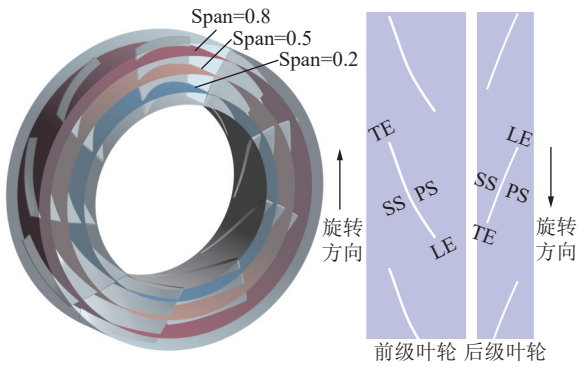 Span=0.8
Span=0.5
Span=0.2
TE
SS PS
LE
旋转
方向
LE
SS PS
TE
旋转
方向
前级叶轮 后级叶轮